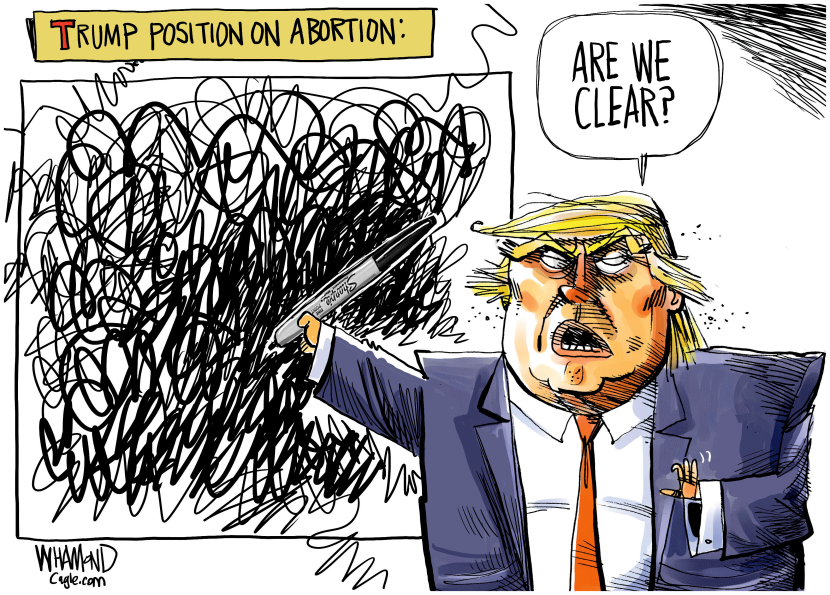 TRUMP POSITION ON ABORTION:
ARE WE
CLEAR?
Sharpie
WHAMOND
Cagle.com